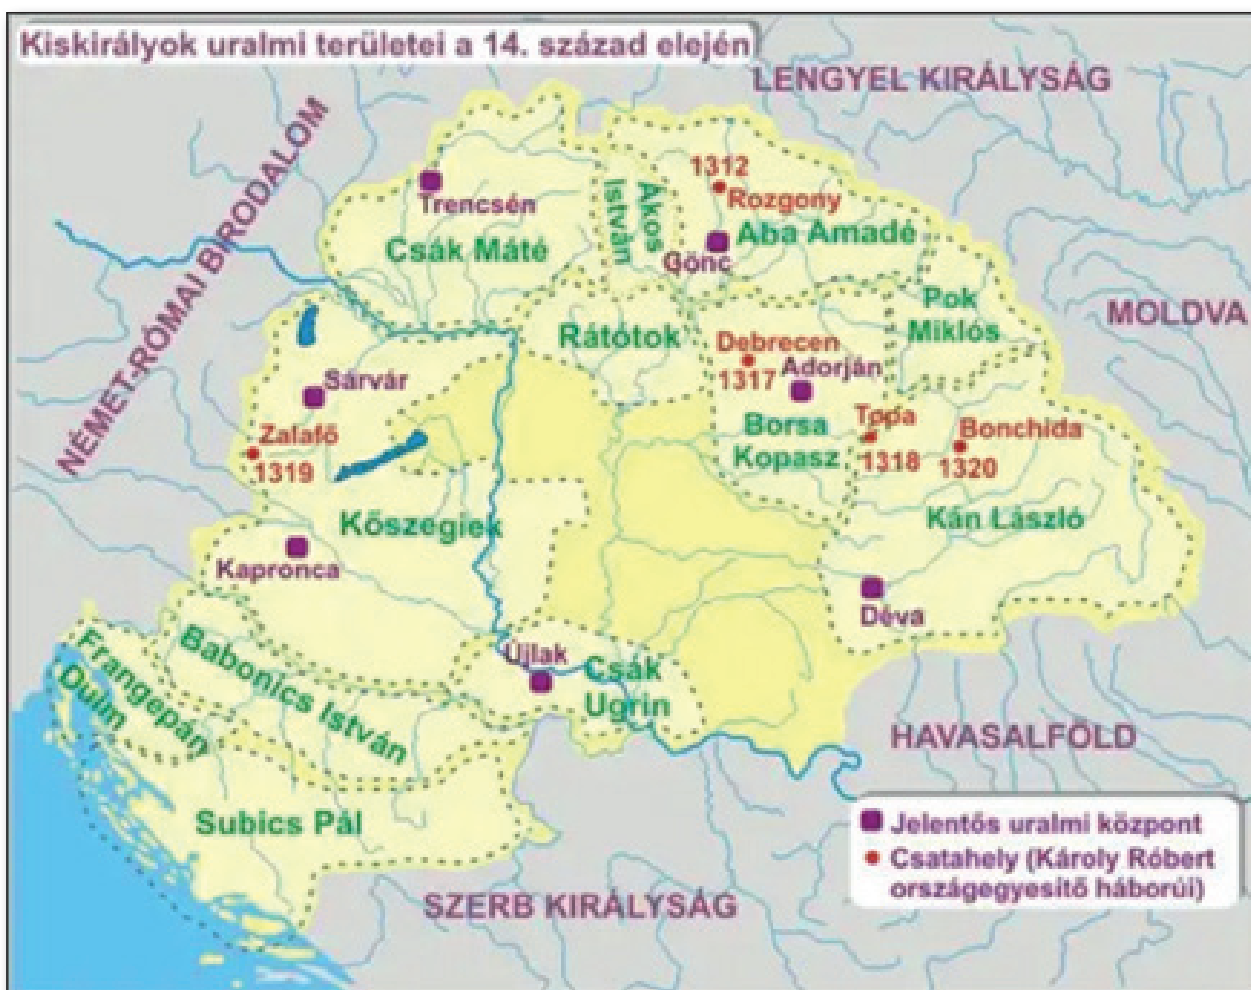 Kiskirályok uralmi területei a 14. század elején
LENGYEL KIRÁLYSÁG
NÉMET-RÓMAI BIRODALOM
MOLDVA
Trencsén
Csák Máté
Ákos
István
1312
Rozgony
Aba Amadé
Gönc
Pok
Miklós
Rátótok
Debrecen
1317
Adorján
Borsa
Kopasz
Topa
1318
Bonchida
1320
Kán László
Déva
Sárvár
Zalafő
1319
Kőszegiek
Kapronca
Újlak
Csák
Ugrin
Babonics István
Frangepán
Duim
Subics Pál
HAVASALFÖLD
SZERB KIRÁLYSÁG
Jelentős uralmi központ
Csatahely (Károly Róbert
országegyesítő háborúi)